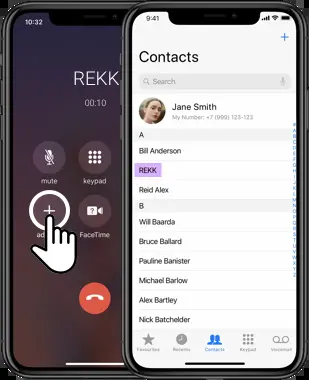 10:32
REKK
00:10
mute
keypad
ad
FaceTime
9:41
Contacts
Search
Jane Smith
My Number: +7 (999) 123-123
A
Bill Anderson
REKK
Reid Alex
B
Will Baarda
Bruce Ballard
Pauline Banister
Michael Barlow
Alex Bartley
Nick Batchelder
Favourites
Recents
Contacts
Keypad
Voicemail